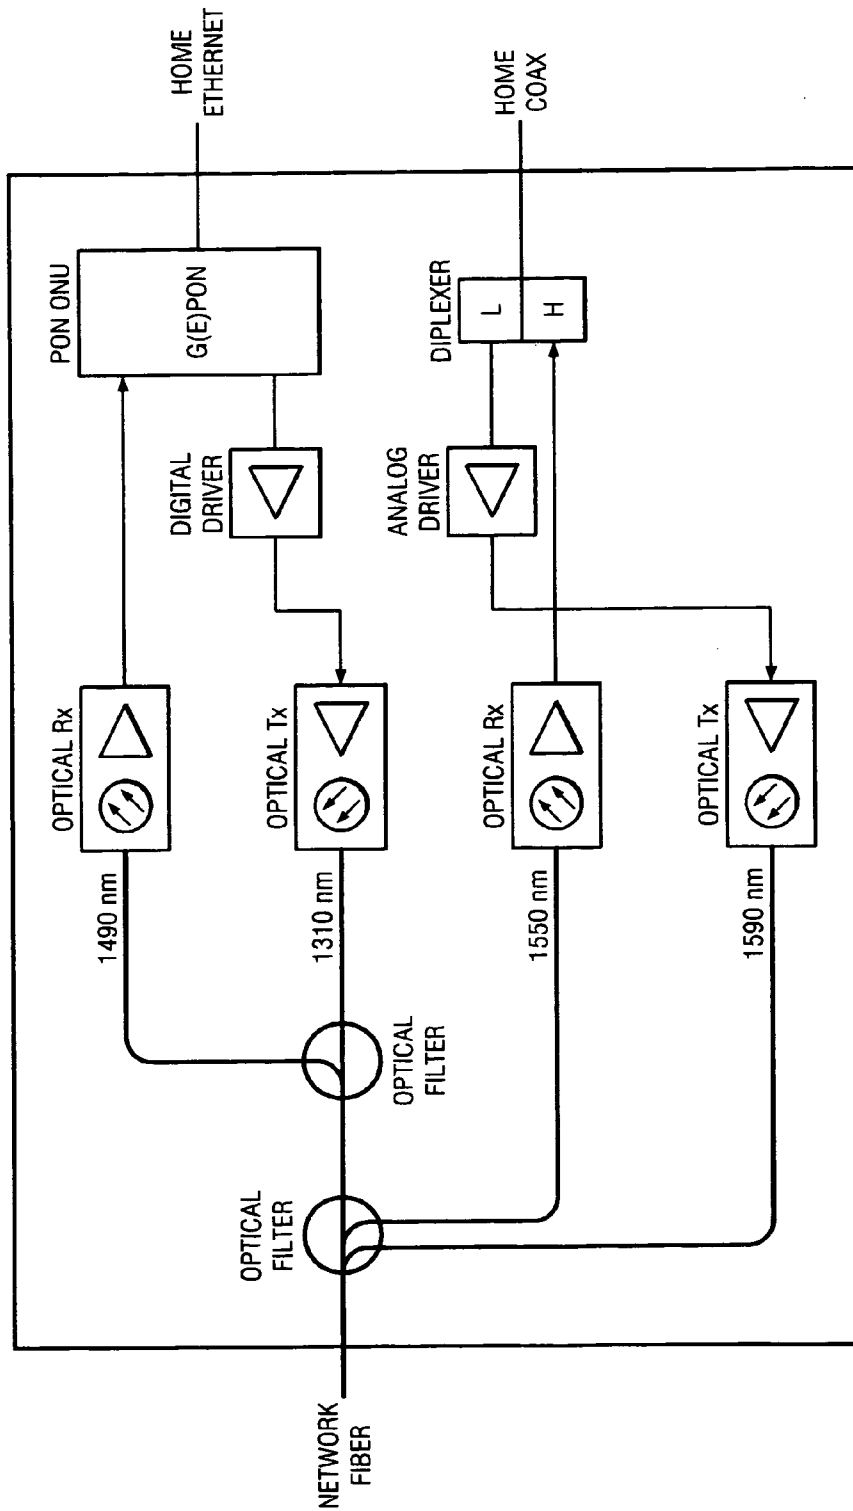 NETWORK
FIBER
OPTICAL
FILTER
OPTICAL
FILTER
1490 nm
OPTICAL Rx
PON ONU
G(E)PON
HOME
ETHERNET
1310 nm
OPTICAL Tx
DIGITAL
DRIVER
1550 nm
OPTICAL Rx
ANALOG
DRIVER
DIPLEXER
L
H
HOME
COAX
1590 nm
OPTICAL Tx